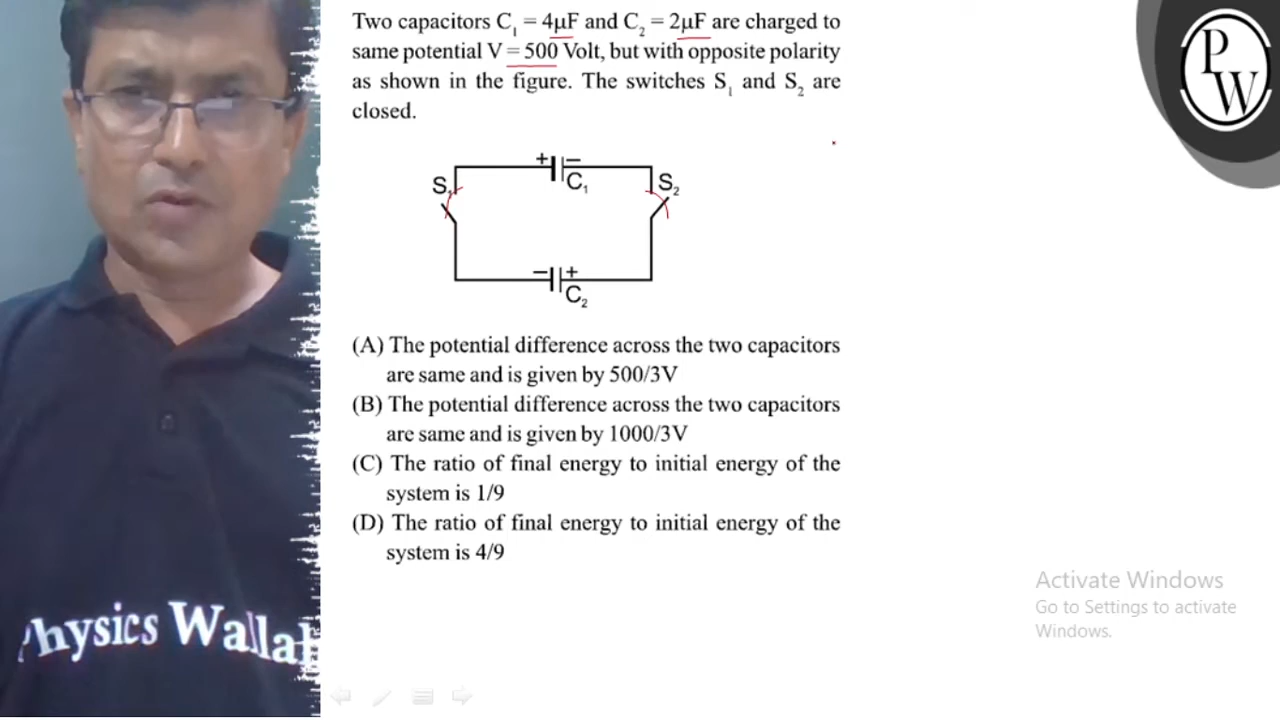 Two capacitors C₁ = 4μF and C₂ = 2μF are charged to
same potential V = 500 Volt, but with opposite polarity
as shown in the figure. The switches S₁ and S₂ are
closed.
P
W
+ −
S₁ C₁ S₂
− +
C₂
(A) The potential difference across the two capacitors
are same and is given by 500/3V
(B) The potential difference across the two capacitors
are same and is given by 1000/3V
(C) The ratio of final energy to initial energy of the
system is 1/9
(D) The ratio of final energy to initial energy of the
system is 4/9
Physics Wallah
Activate Windows
Go to Settings to activate
Windows.